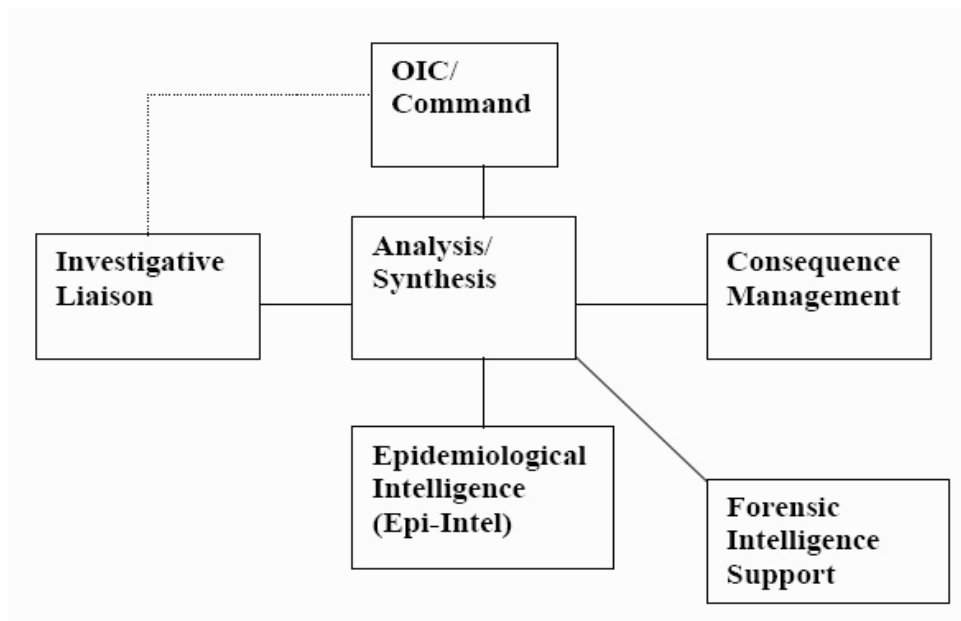 OIC/
Command
Analysis/
Synthesis
Investigative
Liaison
Consequence
Management
Epidemiological
Intelligence
(Epi-Intel)
Forensic
Intelligence
Support